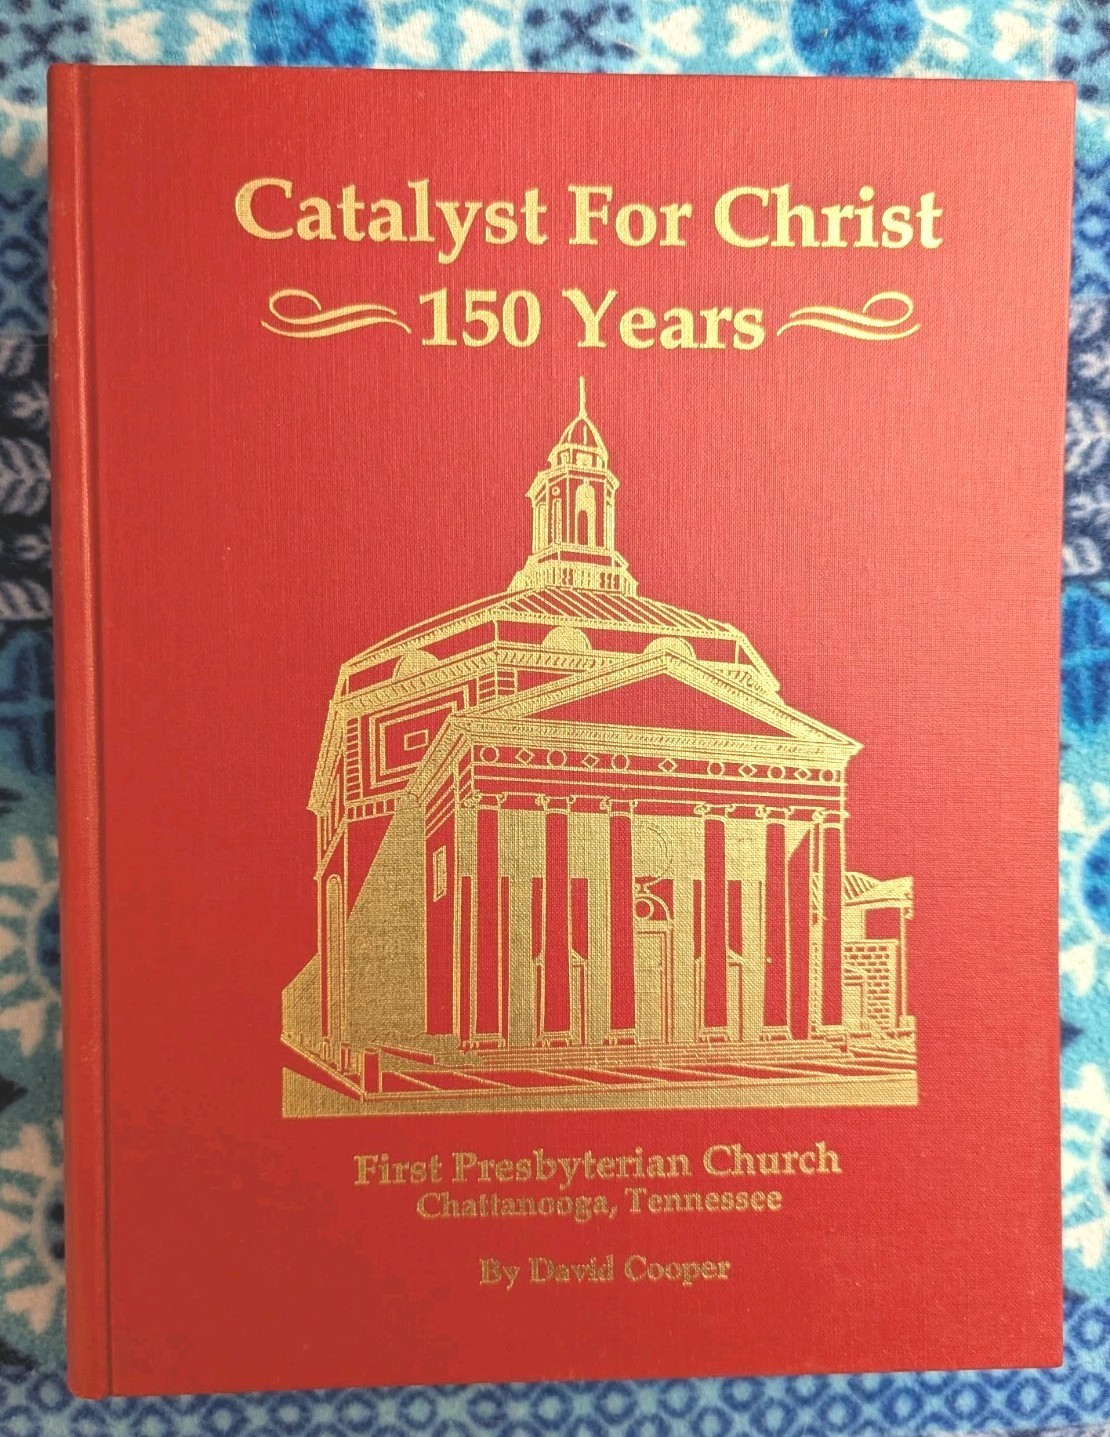 Catalyst For Christ
150 Years
First Presbyterian Church
Chattanooga, Tennessee
By David Cooper